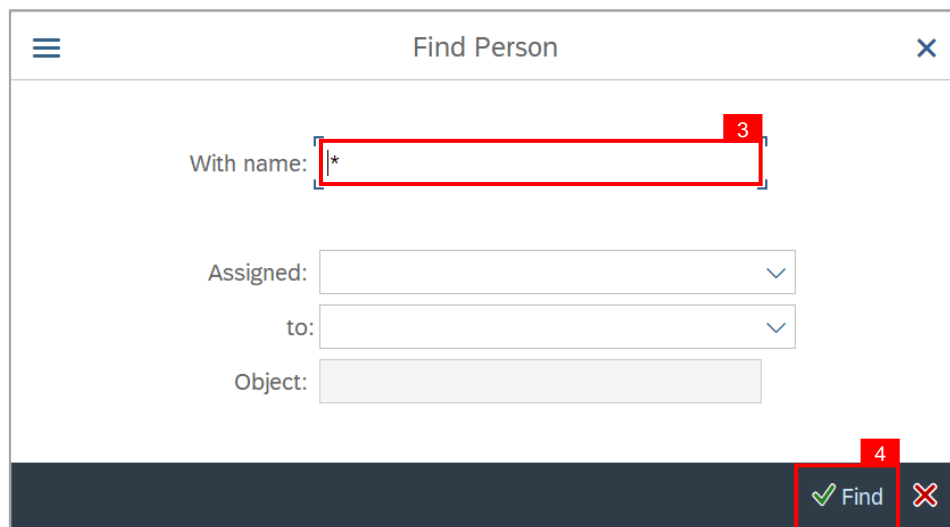 Find Person
3
With name: *
Assigned:
to:
Object:
4
Find